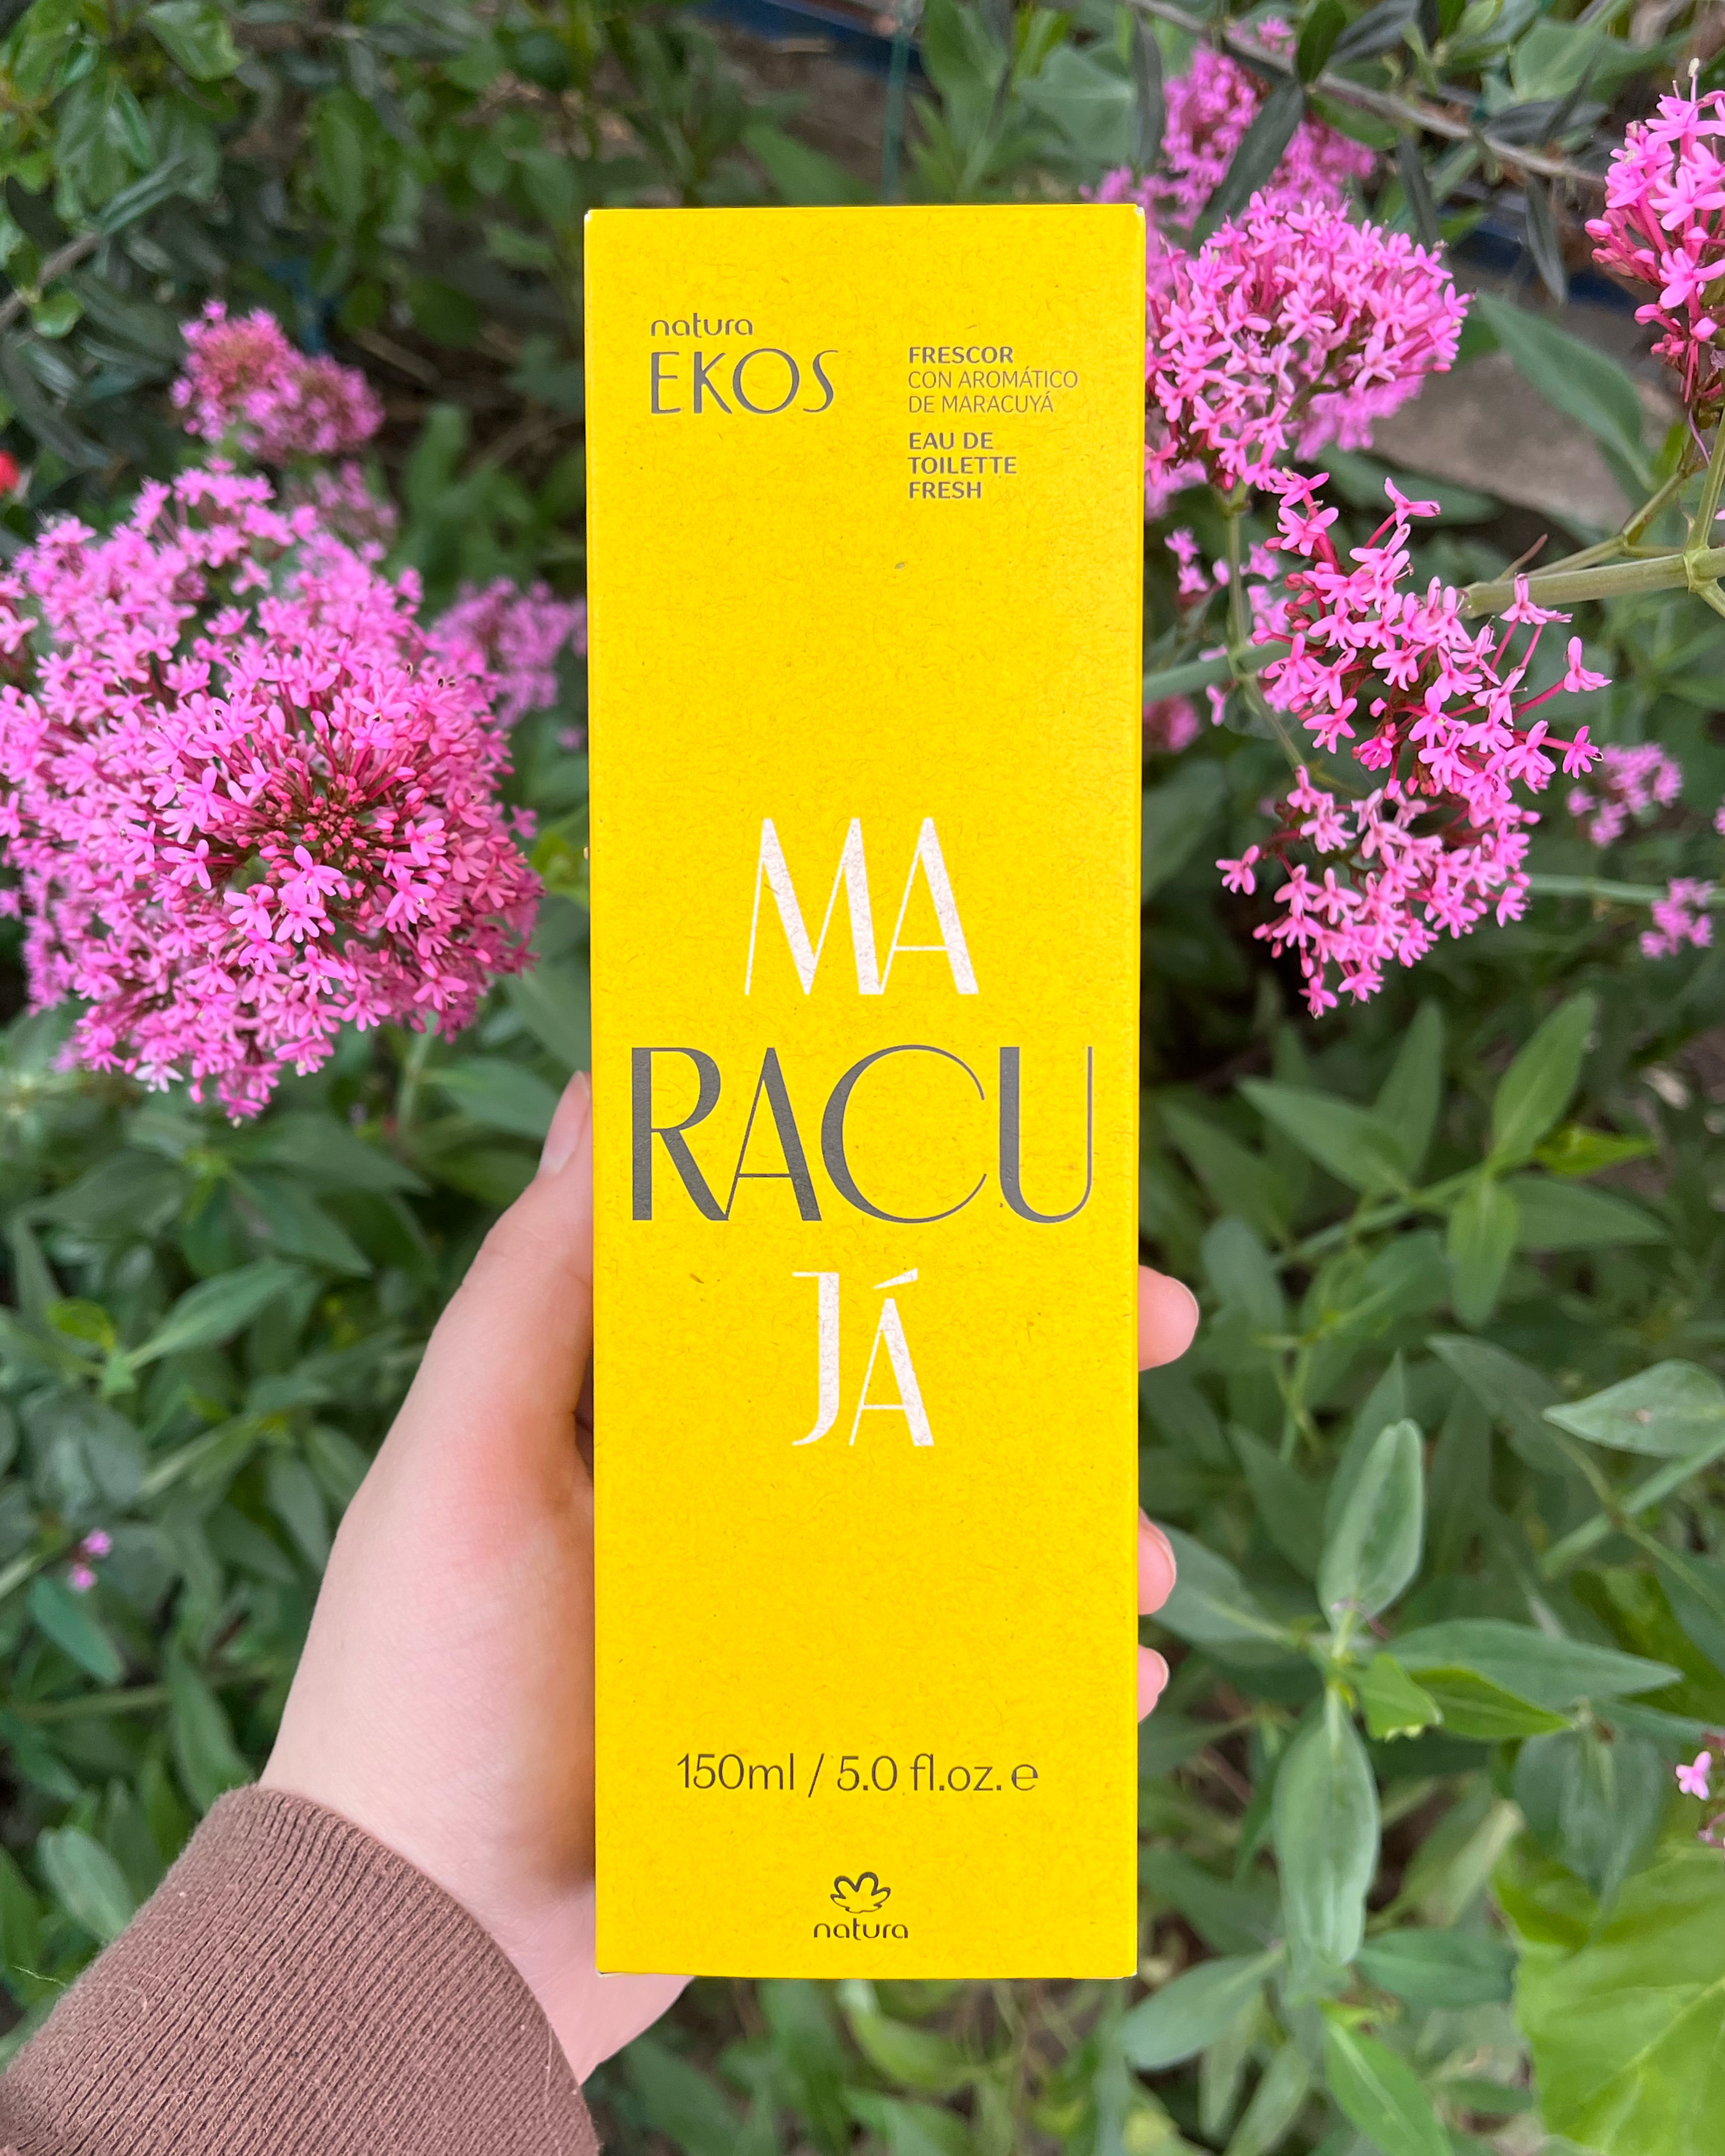 natura
EKOS
FRESCOR
CON AROMÁTICO
DE MARACUYÁ
EAU DE
TOILETTE
FRESH
MA
RACU
JÁ
150ml / 5.0 fl.oz. e
natura